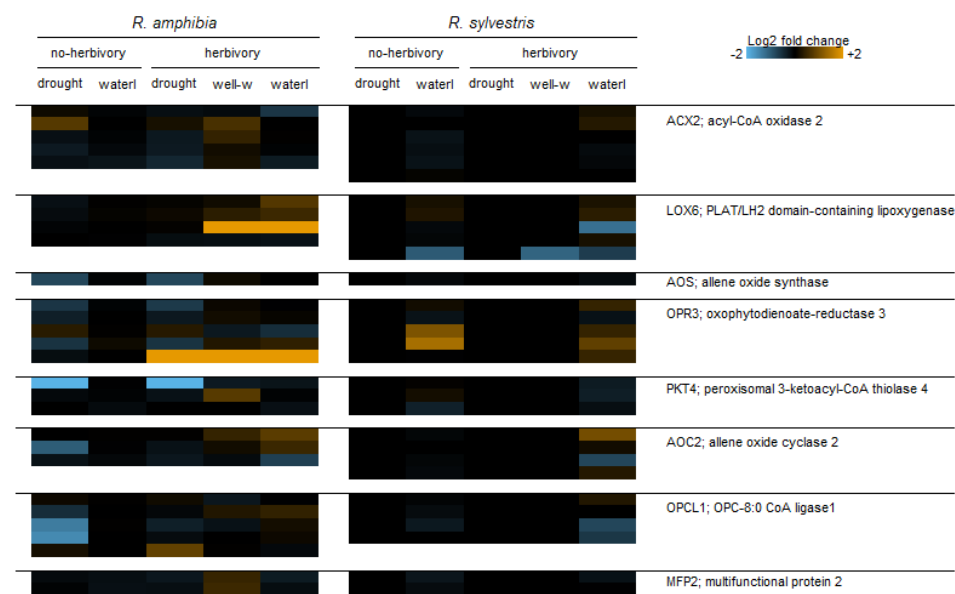 R. amphibia R. sylvestris
no-herbivory herbivory no-herbivory herbivory
Log2 fold change
-2 +2
drought waterl drought well-w waterl drought waterl drought well-w waterl
ACX2; acyl-CoA oxidase 2
LOX6; PLAT/LH2 domain-containing lipoxygenase
AOS; allene oxide synthase
OPR3; oxophytodienoate-reductase 3
PKT4; peroxisomal 3-ketoacyl-CoA thiolase 4
AOC2; allene oxide cyclase 2
OPCL1; OPC-8:0 CoA ligase1
MFP2; multifunctional protein 2